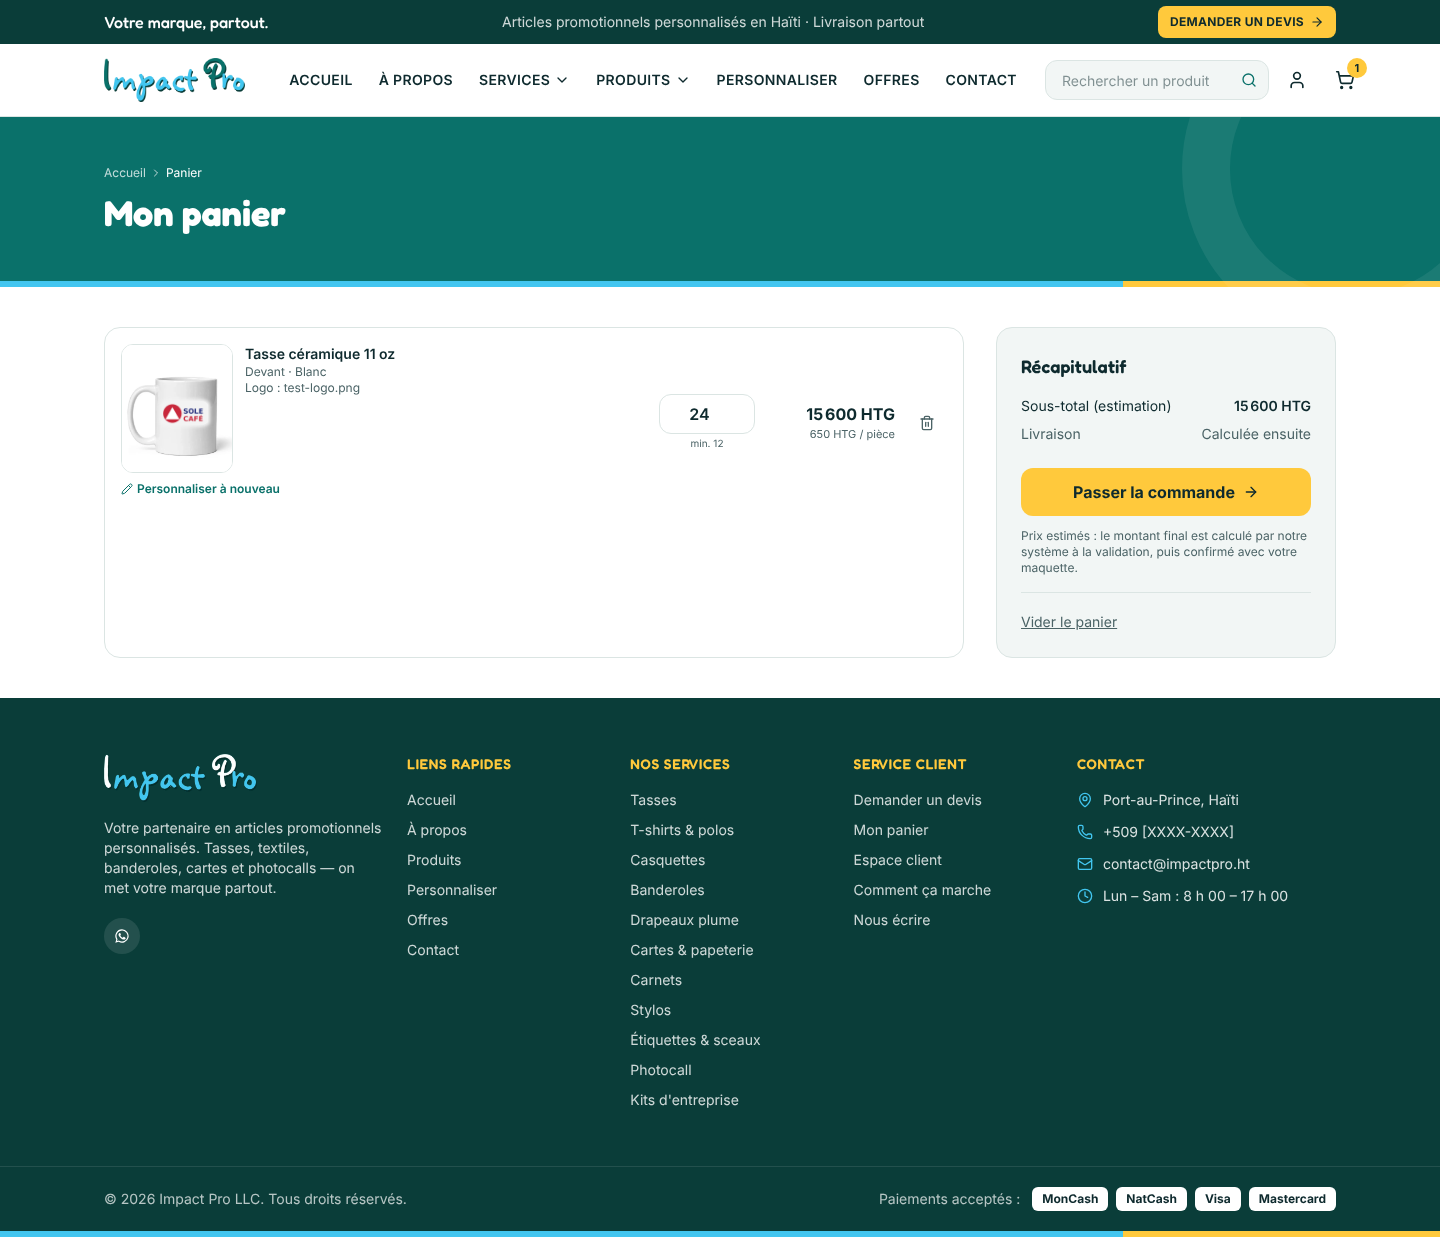 Votre marque, partout.
Articles promotionnels personnalisés en Haïti · Livraison partout
DEMANDER UN DEVIS
Impact Pro
ACCUEIL
À PROPOS
SERVICES
PRODUITS
PERSONNALISER
OFFRES
CONTACT
Rechercher un produit
1
Accueil > Panier
Mon panier
SOLE
CAFÉ
Tasse céramique 11 oz
Devant · Blanc
Logo : test-logo.png
24
min. 12
15 600 HTG
650 HTG / pièce
Personnaliser à nouveau
Récapitulatif
Sous-total (estimation) 15 600 HTG
Livraison Calculée ensuite
Passer la commande
Prix estimés : le montant final est calculé par notre
système à la validation, puis confirmé avec votre
maquette.
Vider le panier
Impact Pro
Votre partenaire en articles promotionnels
personnalisés. Tasses, textiles,
banderoles, cartes et photocalls — on
met votre marque partout.
LIENS RAPIDES
Accueil
À propos
Produits
Personnaliser
Offres
Contact
NOS SERVICES
Tasses
T-shirts & polos
Casquettes
Banderoles
Drapeaux plume
Cartes & papeterie
Carnets
Stylos
Étiquettes & sceaux
Photocall
Kits d'entreprise
SERVICE CLIENT
Demander un devis
Mon panier
Espace client
Comment ça marche
Nous écrire
CONTACT
Port-au-Prince, Haïti
+509 [XXXX-XXXX]
contact@impactpro.ht
Lun – Sam : 8 h 00 – 17 h 00
© 2026 Impact Pro LLC. Tous droits réservés.
Paiements acceptés : MonCash NatCash Visa Mastercard